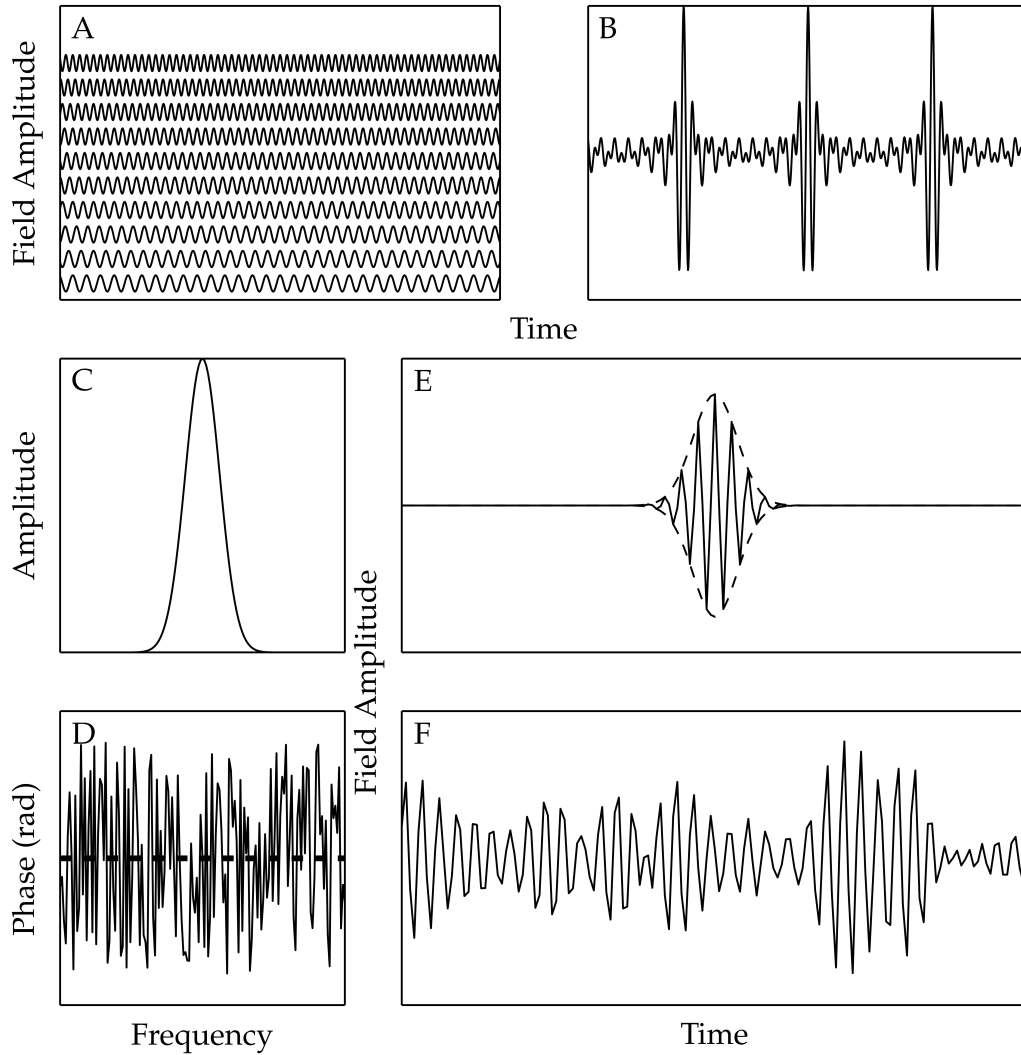 A
B
Field Amplitude
Time
C
E
Amplitude
Field Amplitude
D
F
Phase (rad)
Frequency
Time